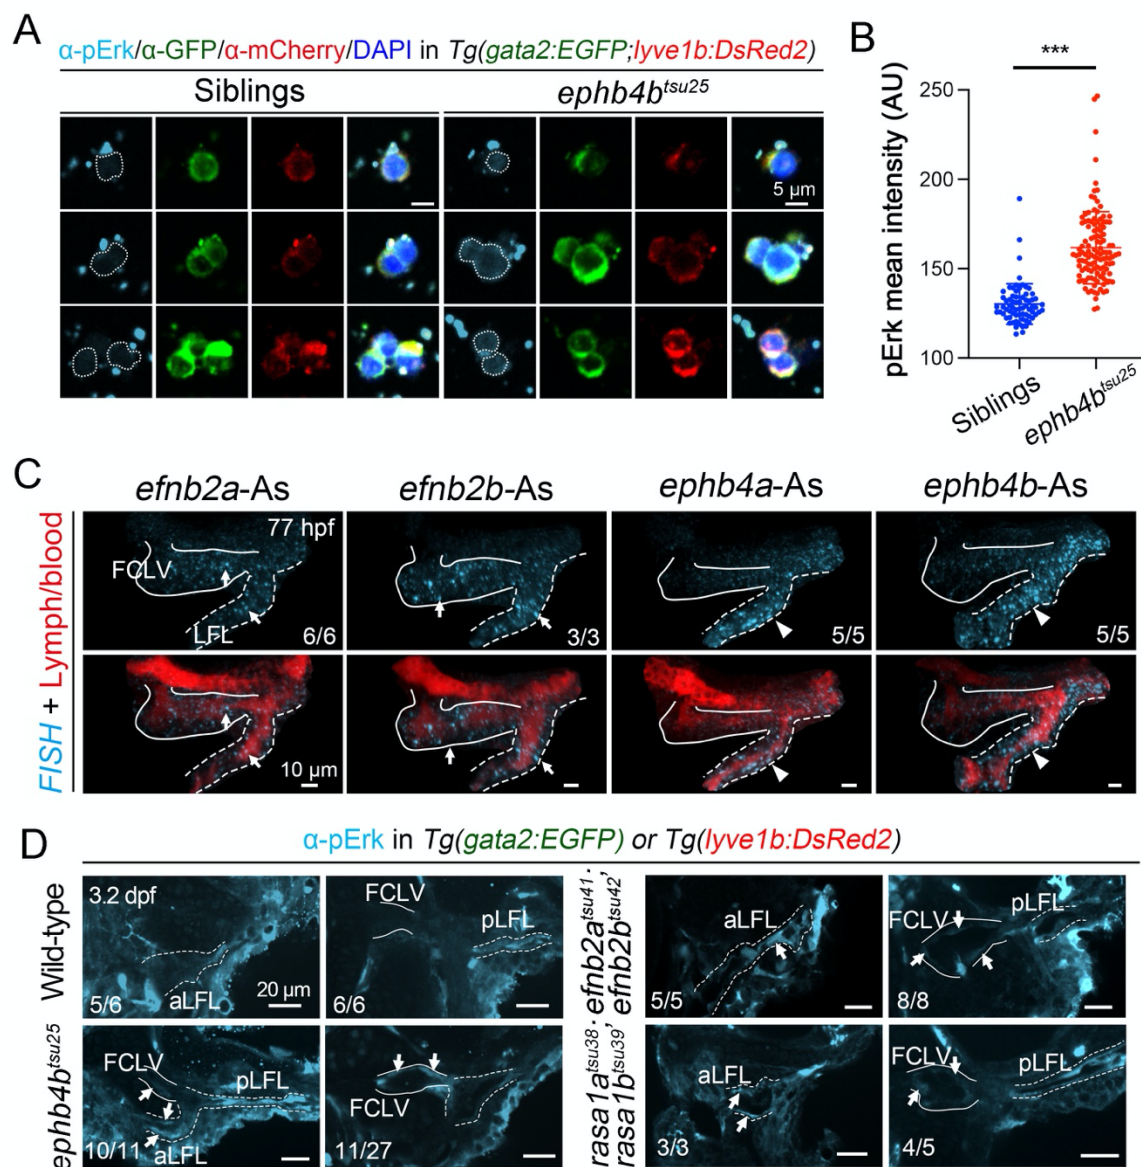 A
α-pErk/α-GFP/α-mCherry/DAPI in Tg(gata2:EGFP;lyve1b:DsRed2)
Siblings
ephb4b^tsu25
5 µm
B
***
pErk mean intensity (AU)
250
200
150
100
Siblings
ephb4b^tsu25
C
efnb2a-As
efnb2b-As
ephb4a-As
ephb4b-As
FISH + Lymph/blood
77 hpf
FCLV
LFL
6/6
3/3
5/5
5/5
10 µm
D
α-pErk in Tg(gata2:EGFP) or Tg(lyve1b:DsRed2)
Wild-type
3.2 dpf
5/6
aLFL
20 µm
FCLV
pLFL
6/6
efnb2a^tsu41;
efnb2b^tsu42
aLFL
5/5
FCLV
pLFL
8/8
ephb4b^tsu25
FCLV
pLFL
10/11
aLFL
FCLV
11/27
rasa1a^tsu38;
rasa1b^tsu39
aLFL
3/3
FCLV
pLFL
4/5